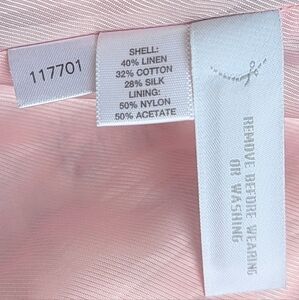 117701
SHELL:
40% LINEN
32% COTTON
28% SILK
LINING:
50% NYLON
50% ACETATE
REMOVE BEFORE WEARING
OR WASHING